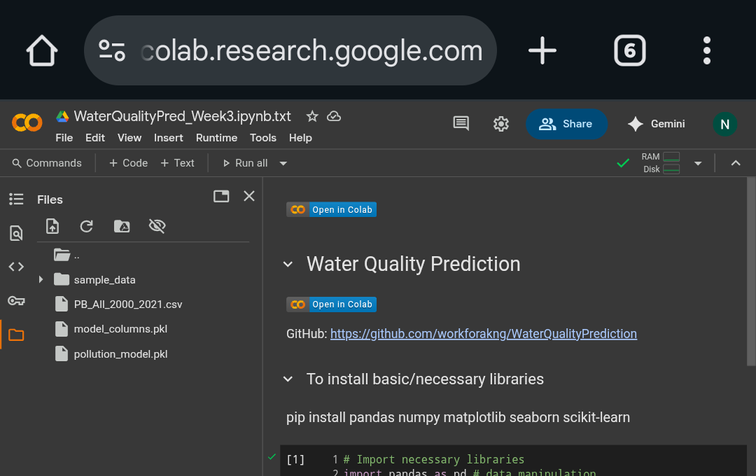 colab.research.google.com
6
WaterQualityPred_Week3.ipynb.txt
File Edit View Insert Runtime Tools Help
Share
Gemini
N
Commands
+ Code + Text
Run all
RAM
Disk
Files
Open in Colab
..
sample_data
PB_All_2000_2021.csv
model_columns.pkl
pollution_model.pkl
Water Quality Prediction
Open in Colab
GitHub: https://github.com/workforakng/WaterQualityPrediction
To install basic/necessary libraries
pip install pandas numpy matplotlib seaborn scikit-learn
[1] 1 # Import necessary libraries
2 import pandas as pd # data manipulation